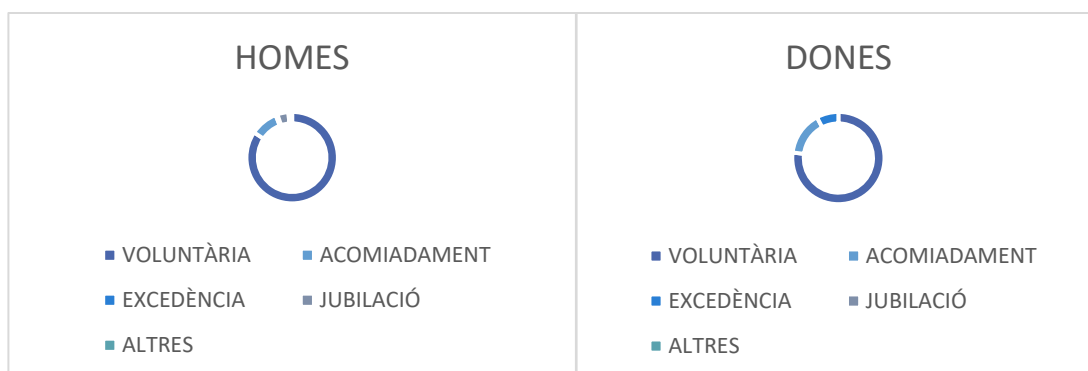 HOMES
VOLUNTÀRIA ACOMIADAMENT
EXCEDÈNCIA JUBILACIÓ
ALTRES
DONES
VOLUNTÀRIA ACOMIADAMENT
EXCEDÈNCIA JUBILACIÓ
ALTRES